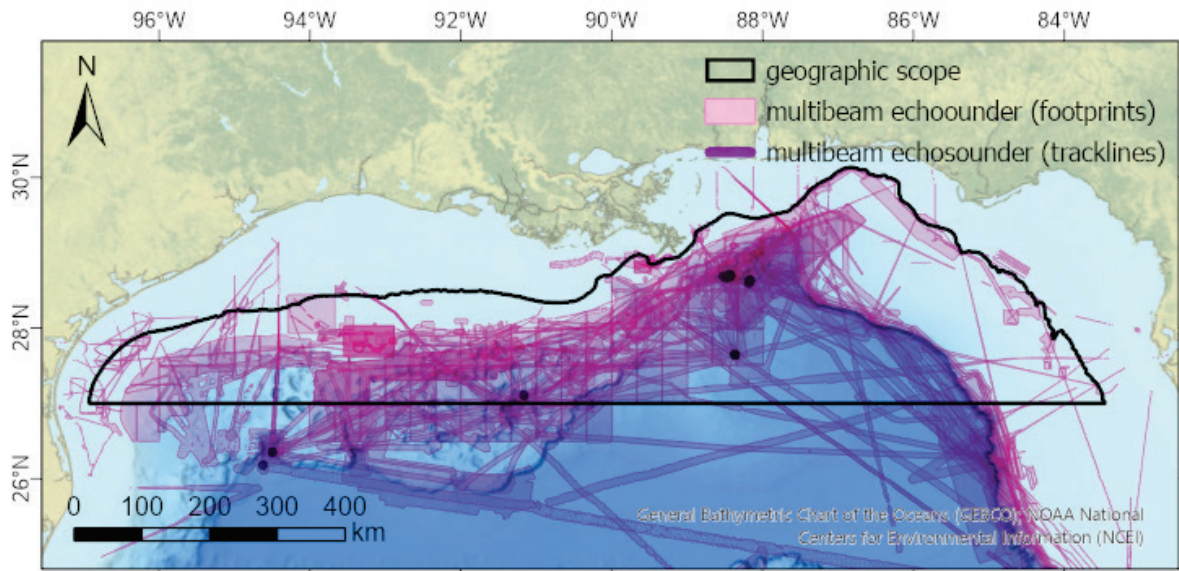 96°W 94°W 92°W 90°W 88°W 86°W 84°W
N
geographic scope
multibeam echoounder (footprints)
multibeam echosounder (tracklines)
30°N
28°N
26°N
0 100 200 300 400
km
General Bathymetric Chart of the Oceans (GEBCO); NOAA National
Centers for Environmental Information (NCEI)